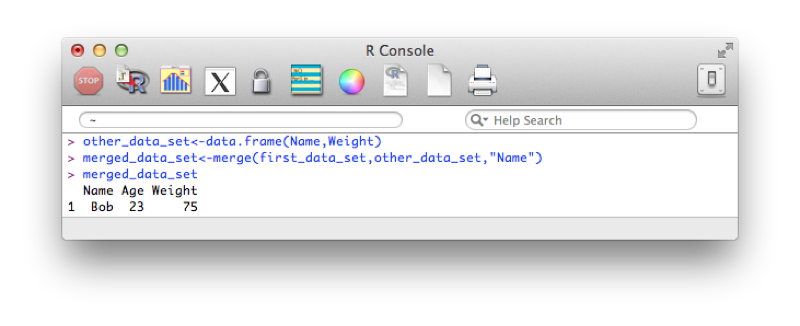 R Console
STOP
R
X
R
~
Help Search
> other_data_set<-data.frame(Name,Weight)
> merged_data_set<-merge(first_data_set,other_data_set,"Name")
> merged_data_set
  Name Age Weight
1  Bob  23     75